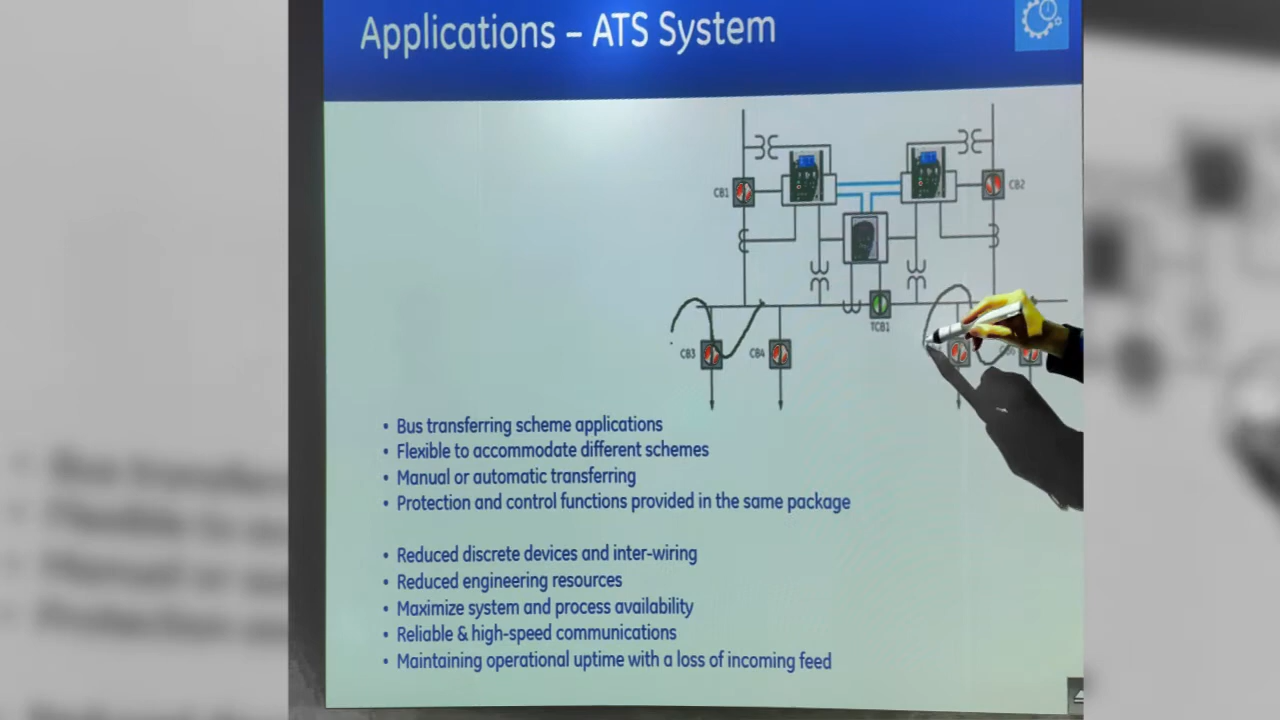 Applications – ATS System
CB1
CB2
TCB1
CB3
CB4
• Bus transferring scheme applications
• Flexible to accommodate different schemes
• Manual or automatic transferring
• Protection and control functions provided in the same package
• Reduced discrete devices and inter-wiring
• Reduced engineering resources
• Maximize system and process availability
• Reliable & high-speed communications
• Maintaining operational uptime with a loss of incoming feed